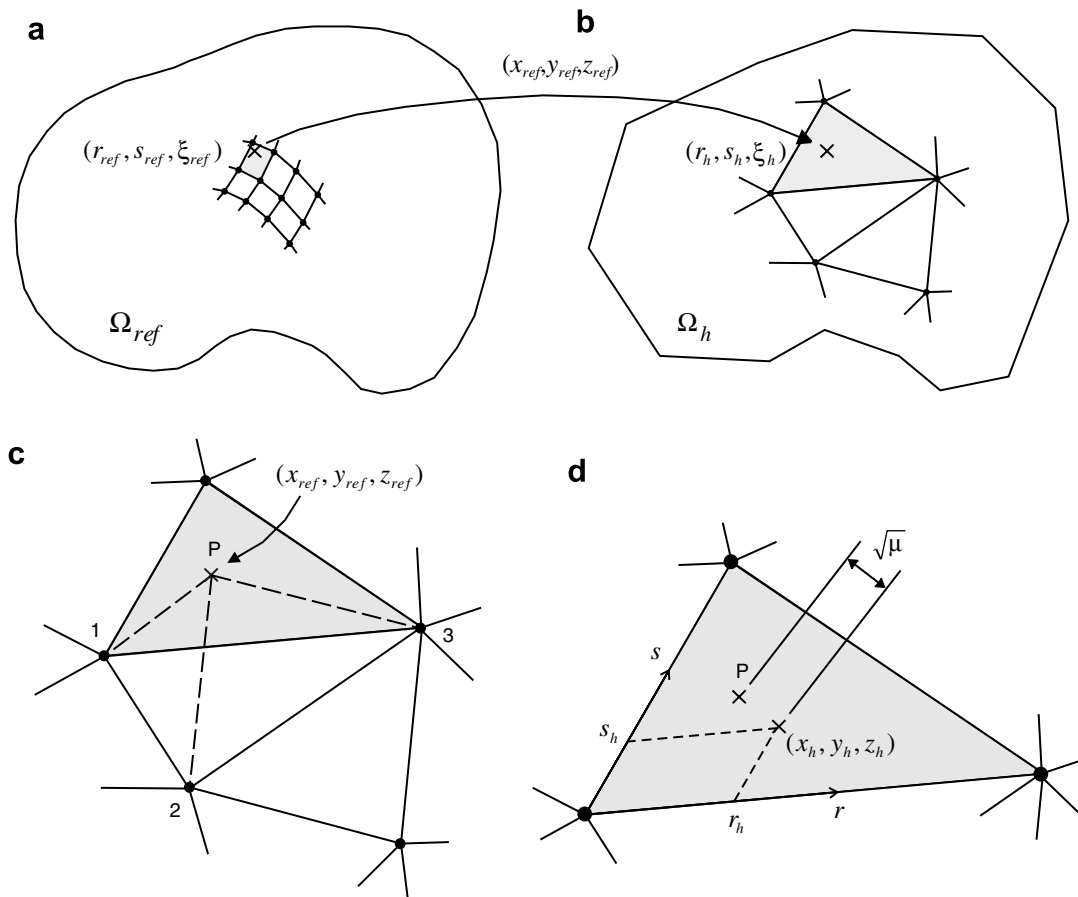 a
(x_ref, y_ref, z_ref)
(r_ref, s_ref, ξ_ref)
Ω_ref
b
(r_h, s_h, ξ_h)
Ω_h
c
(x_ref, y_ref, z_ref)
P
1
3
2
d
√μ
s
P
s_h
(x_h, y_h, z_h)
r_h
r